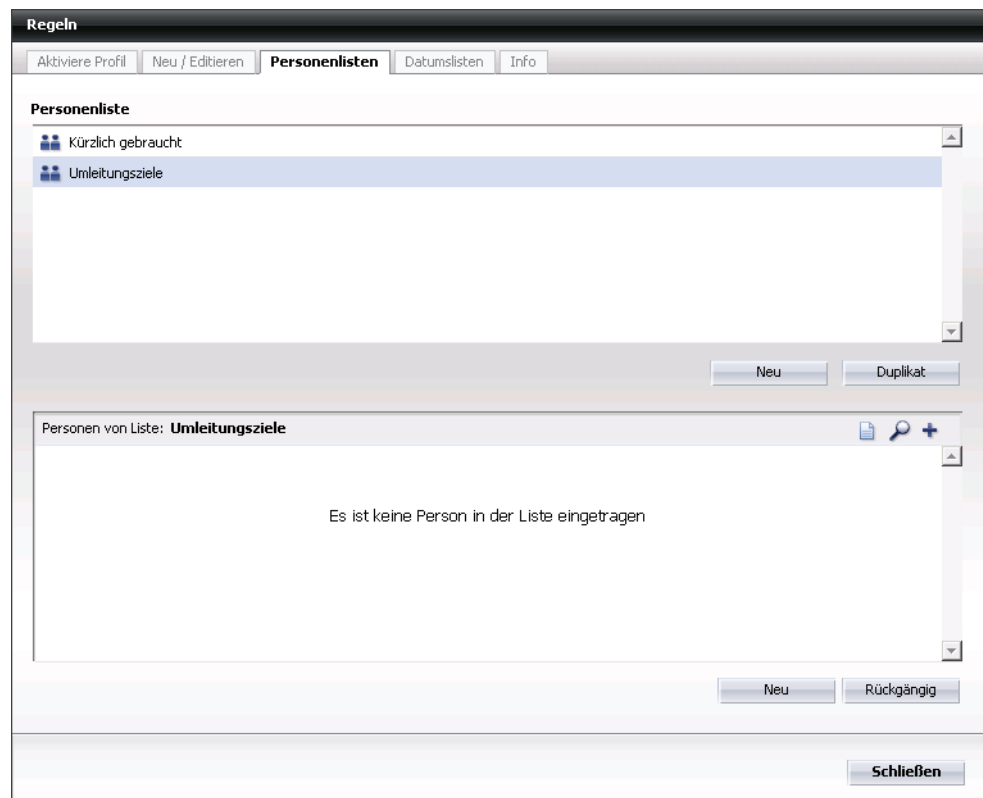 Regeln
Aktiviere Profil Neu / Editieren Personenlisten Datumslisten Info
Personenliste
Kürzlich gebraucht
Umleitungsziele
Neu Duplikat
Personen von Liste: Umleitungsziele
Es ist keine Person in der Liste eingetragen
Neu Rückgängig
Schließen